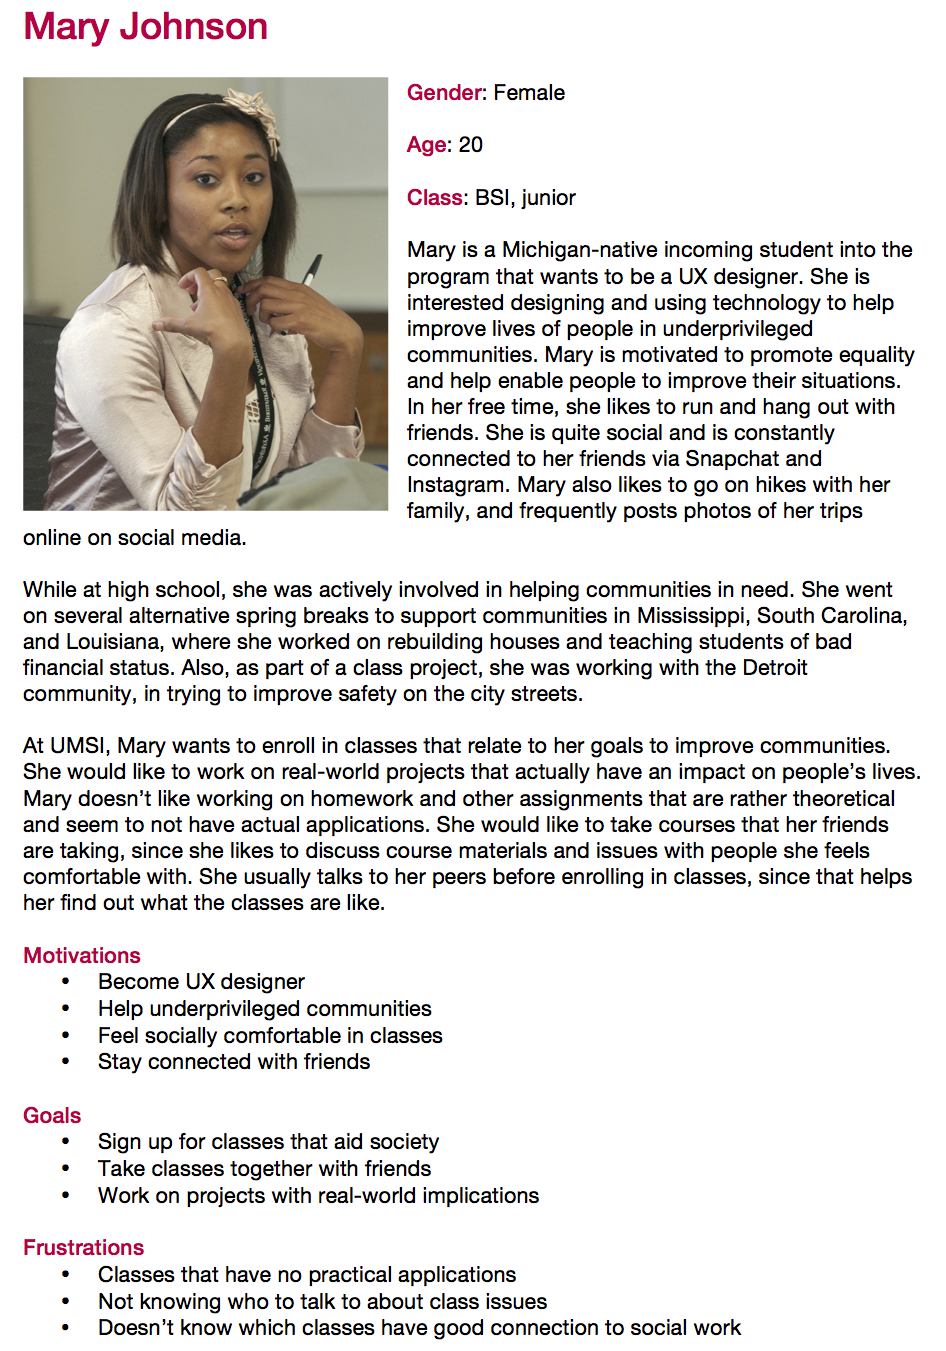 Mary Johnson
Gender: Female
Age: 20
Class: BSI, junior
Mary is a Michigan-native incoming student into the
program that wants to be a UX designer. She is
interested designing and using technology to help
improve lives of people in underprivileged
communities. Mary is motivated to promote equality
and help enable people to improve their situations.
In her free time, she likes to run and hang out with
friends. She is quite social and is constantly
connected to her friends via Snapchat and
Instagram. Mary also likes to go on hikes with her
family, and frequently posts photos of her trips
online on social media.
While at high school, she was actively involved in helping communities in need. She went
on several alternative spring breaks to support communities in Mississippi, South Carolina,
and Louisiana, where she worked on rebuilding houses and teaching students of bad
financial status. Also, as part of a class project, she was working with the Detroit
community, in trying to improve safety on the city streets.
At UMSI, Mary wants to enroll in classes that relate to her goals to improve communities.
She would like to work on real-world projects that actually have an impact on people’s lives.
Mary doesn’t like working on homework and other assignments that are rather theoretical
and seem to not have actual applications. She would like to take courses that her friends
are taking, since she likes to discuss course materials and issues with people she feels
comfortable with. She usually talks to her peers before enrolling in classes, since that helps
her find out what the classes are like.
Motivations
• Become UX designer
• Help underprivileged communities
• Feel socially comfortable in classes
• Stay connected with friends
Goals
• Sign up for classes that aid society
• Take classes together with friends
• Work on projects with real-world implications
Frustrations
• Classes that have no practical applications
• Not knowing who to talk to about class issues
• Doesn’t know which classes have good connection to social work